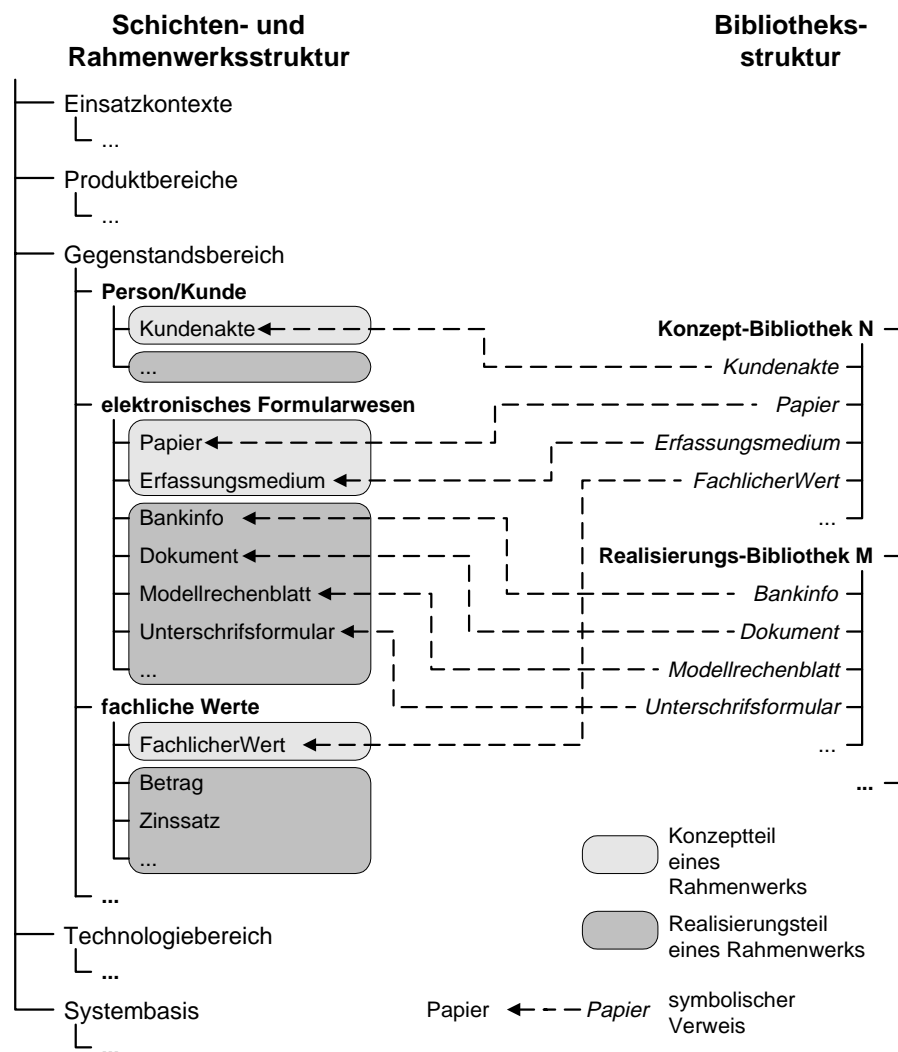 Schichten- und
Rahmenwerksstruktur
Einsatzkontexte
...
Produktbereiche
...
Gegenstandsbereich
Person/Kunde
Kundenakte
...
elektronisches Formularwesen
Papier
Erfassungsmedium
Bankinfo
Dokument
Modellrechenblatt
Unterschrifsformular
...
fachliche Werte
FachlicherWert
Betrag
Zinssatz
...
...
Technologiebereich
...
Systembasis
...
Bibliotheks-
struktur
Konzept-Bibliothek N
Kundenakte
Papier
Erfassungsmedium
FachlicherWert
...
Realisierungs-Bibliothek M
Bankinfo
Dokument
Modellrechenblatt
Unterschrifsformular
...
...
Konzeptteil
eines
Rahmenwerks
Realisierungsteil
eines Rahmenwerks
Papier Papier symbolischer
Verweis